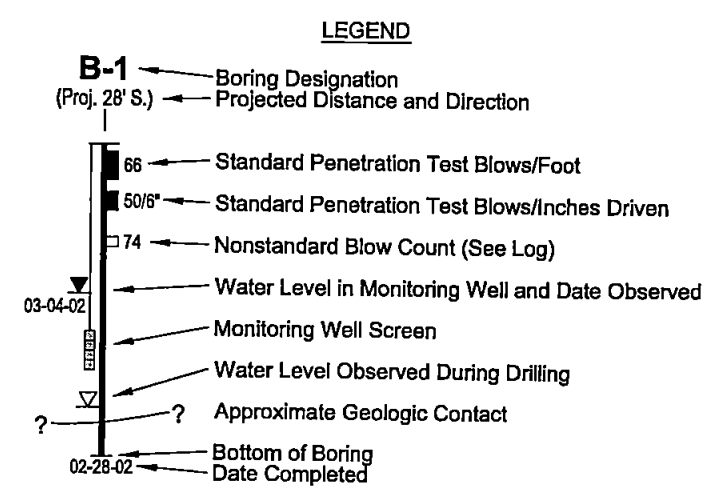 LEGEND
B-1 Boring Designation
(Proj. 28' S.) Projected Distance and Direction
66 Standard Penetration Test Blows/Foot
50/6" Standard Penetration Test Blows/Inches Driven
74 Nonstandard Blow Count (See Log)
Water Level in Monitoring Well and Date Observed
03-04-02
Monitoring Well Screen
Water Level Observed During Drilling
? ? Approximate Geologic Contact
Bottom of Boring
02-28-02 Date Completed